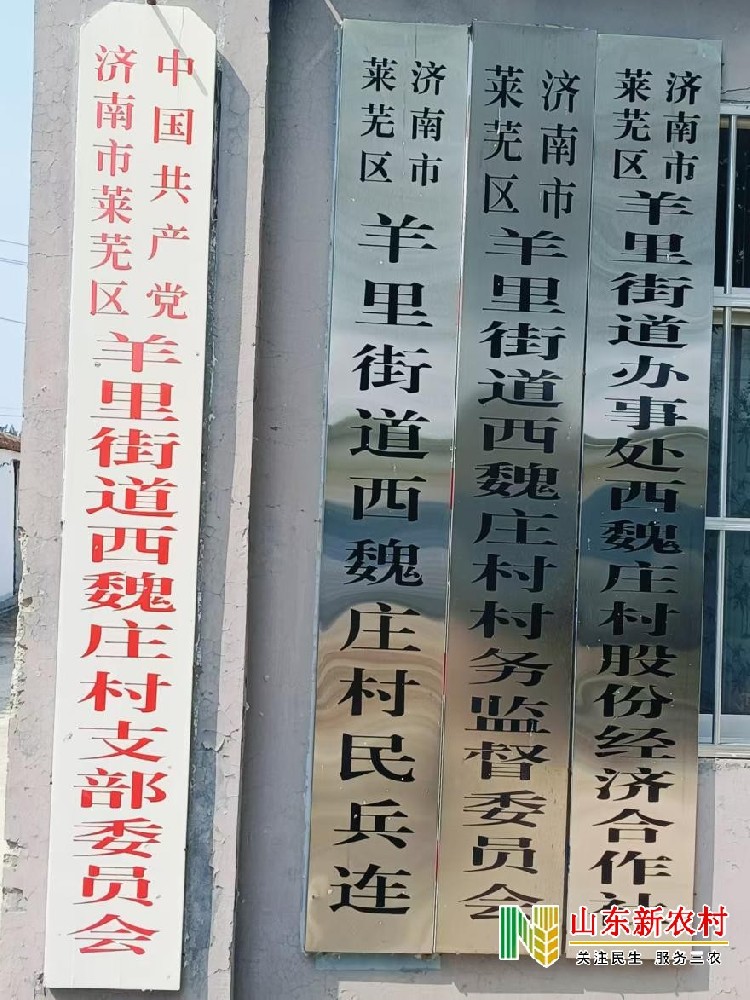 中国共产党
济南市莱芜区
羊里街道西魏庄村支部委员会
济南市
莱芜区
羊里街道西魏庄村民兵连
济南市
莱芜区
羊里街道西魏庄村村务监督委员会
济南市
莱芜区
羊里街道办事处西魏庄村股份经济合作社
山东新农村
关注民生 服务三农